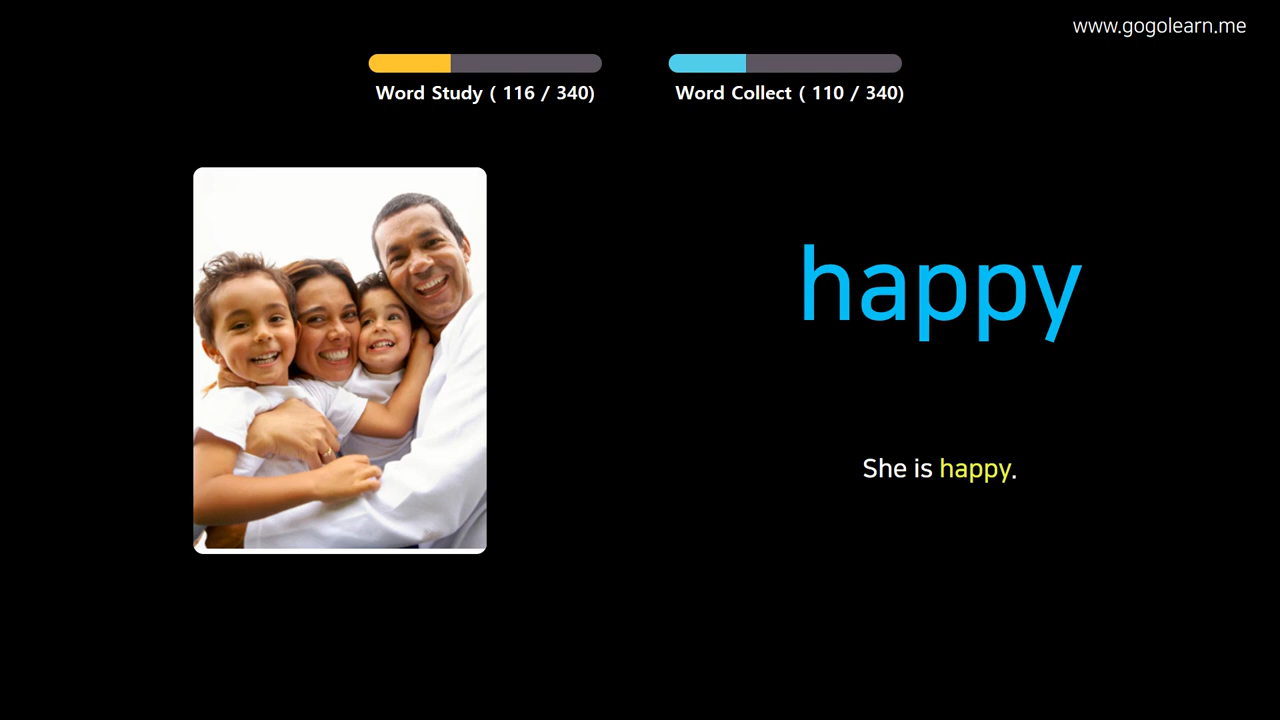 www.gogolearn.me
Word Study ( 116 / 340)
Word Collect ( 110 / 340)
happy
She is happy.